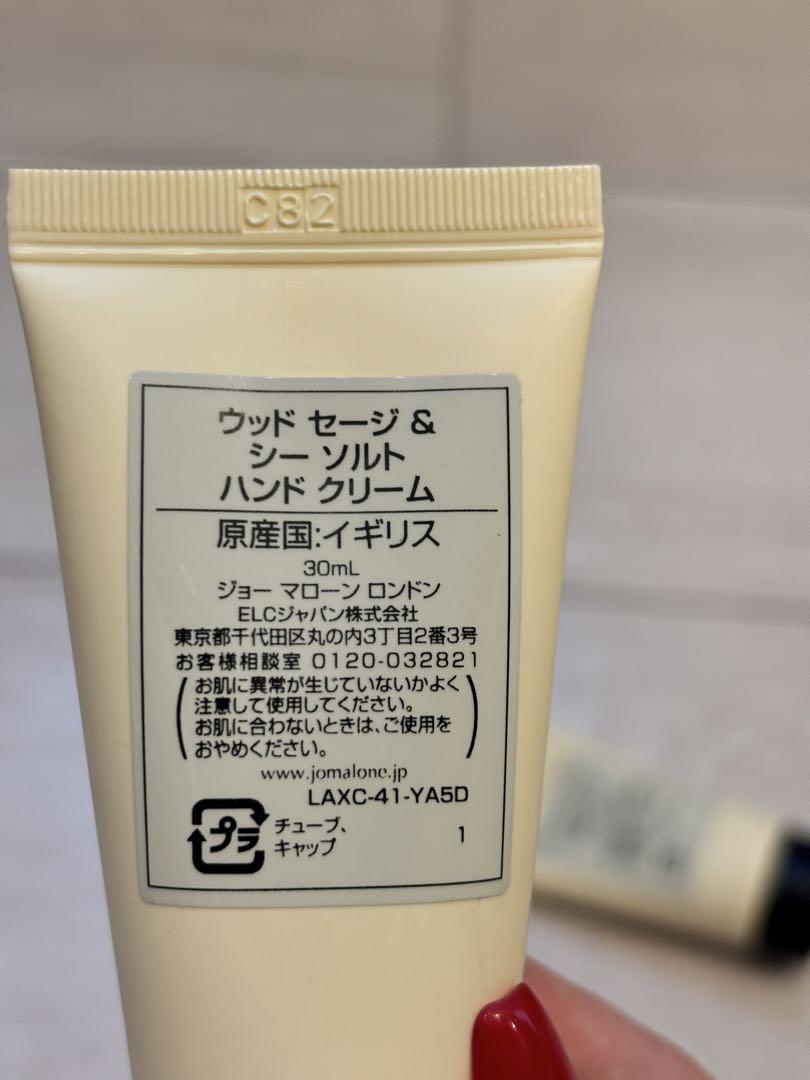 C82
ウッド セージ &
シー ソルト
ハンド クリーム
原産国:イギリス
30mL
ジョー マローン ロンドン
ELCジャパン株式会社
東京都千代田区丸の内3丁目2番3号
お客様相談室 0120-032821
(お肌に異常が生じていないかよく
注意して使用してください。
お肌に合わないときは、ご使用を
おやめください。)
www.jomalone.jp
LAXC-41-YA5D
プラ チューブ、
キャップ 1